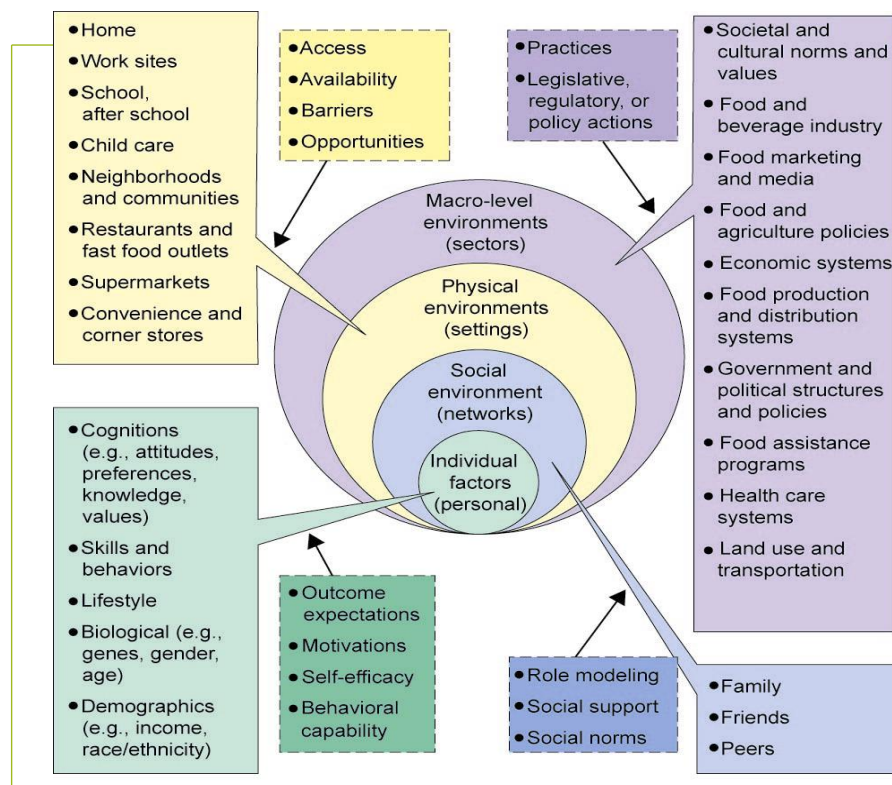 ● Home
● Work sites
● School,
after school
● Child care
● Neighborhoods
and communities
● Restaurants and
fast food outlets
● Supermarkets
● Convenience and
corner stores
● Access
● Availability
● Barriers
● Opportunities
● Practices
● Legislative,
regulatory, or
policy actions
● Societal and
cultural norms and
values
● Food and
beverage industry
● Food marketing
and media
● Food and
agriculture policies
● Economic systems
● Food production
and distribution
systems
● Government and
political structures
and policies
● Food assistance
programs
● Health care
systems
● Land use and
transportation
Macro-level
environments
(sectors)
Physical
environments
(settings)
Social
environment
(networks)
Individual
factors
(personal)
● Cognitions
(e.g., attitudes,
preferences,
knowledge,
values)
● Skills and
behaviors
● Lifestyle
● Biological (e.g.,
genes, gender,
age)
● Demographics
(e.g., income,
race/ethnicity)
● Outcome
expectations
● Motivations
● Self-efficacy
● Behavioral
capability
● Role modeling
● Social support
● Social norms
● Family
● Friends
● Peers